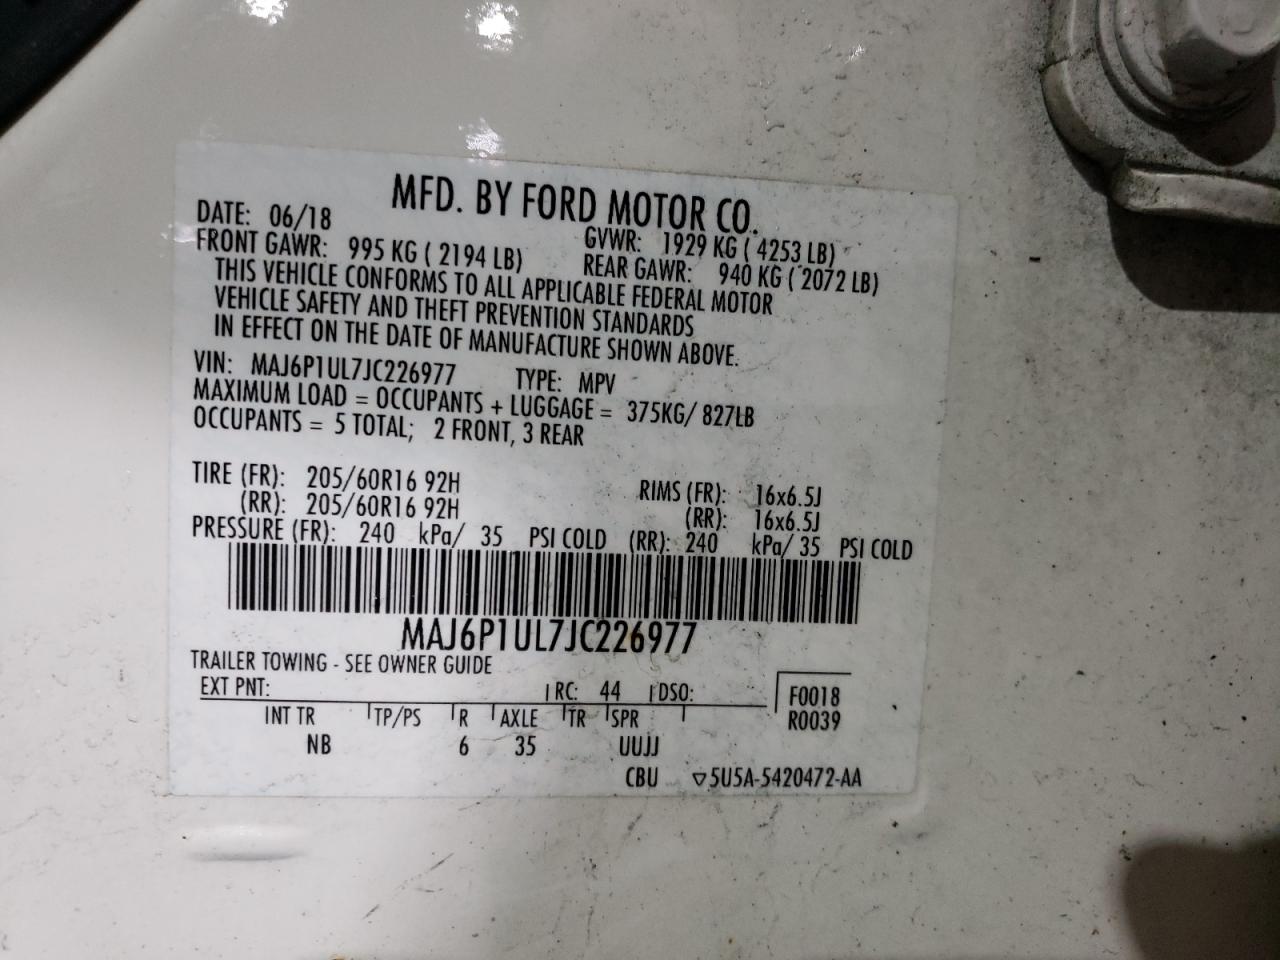 MFD. BY FORD MOTOR CO.
DATE: 06/18 GVWR: 1929 KG ( 4253 LB)
FRONT GAWR: 995 KG ( 2194 LB) REAR GAWR: 940 KG ( 2072 LB)
THIS VEHICLE CONFORMS TO ALL APPLICABLE FEDERAL MOTOR
VEHICLE SAFETY AND THEFT PREVENTION STANDARDS
IN EFFECT ON THE DATE OF MANUFACTURE SHOWN ABOVE.
VIN: MAJ6P1UL7JC226977 TYPE: MPV
MAXIMUM LOAD = OCCUPANTS + LUGGAGE = 375KG/ 827LB
OCCUPANTS = 5 TOTAL; 2 FRONT, 3 REAR
TIRE (FR): 205/60R16 92H RIMS (FR): 16x6.5J
(RR): 205/60R16 92H (RR): 16x6.5J
PRESSURE (FR): 240 kPa/ 35 PSI COLD (RR): 240 kPa/ 35 PSI COLD
MAJ6P1UL7JC226977
TRAILER TOWING - SEE OWNER GUIDE
EXT PNT: RC: 44 DSO: F0018
INT TR TP/PS R AXLE TR SPR R0039
NB 6 35 UUJJ
CBU ▽5U5A-5420472-AA